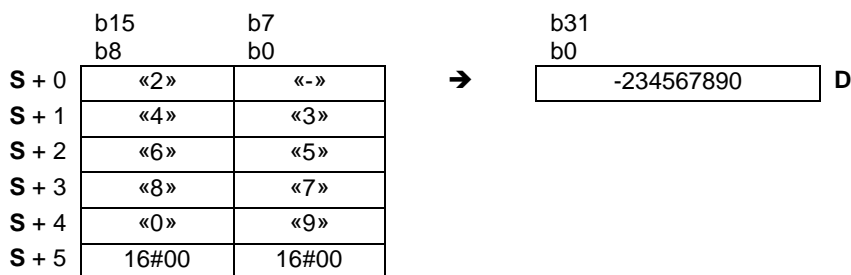 b15 b7 b31
b8 b0 b0
S + 0 «2» «-» ➔ -234567890 D
S + 1 «4» «3»
S + 2 «6» «5»
S + 3 «8» «7»
S + 4 «0» «9»
S + 5 16#00 16#00